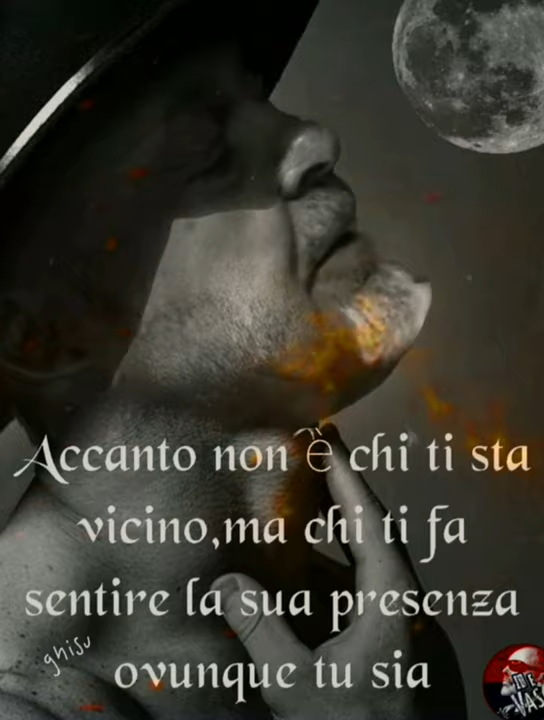 Accanto non è chi ti sta
vicino,ma chi ti fa
sentire la sua presenza
ovunque tu sia
ghisu